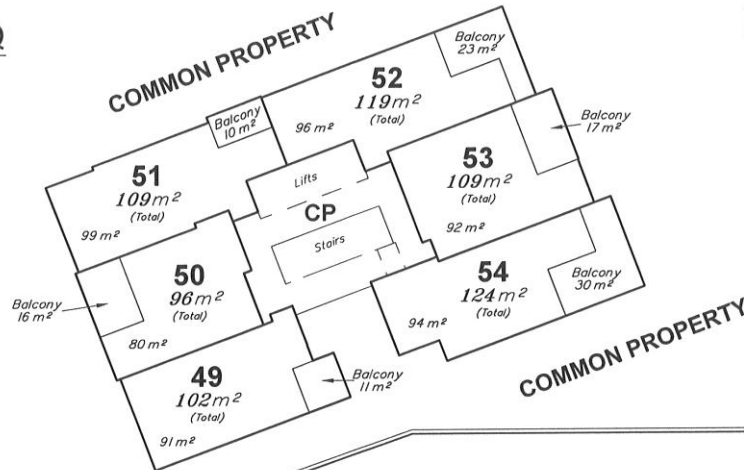 COMMON PROPERTY
Balcony
23 m²
52
119m²
(Total)
96 m²
Balcony
10 m²
Balcony
17 m²
51
109m²
(Total)
99 m²
53
109m²
(Total)
92 m²
Lifts
CP
Stairs
50
96m²
(Total)
80 m²
Balcony
16 m²
54
124m²
(Total)
94 m²
Balcony
30 m²
49
102m²
(Total)
91 m²
Balcony
11 m²
COMMON PROPERTY